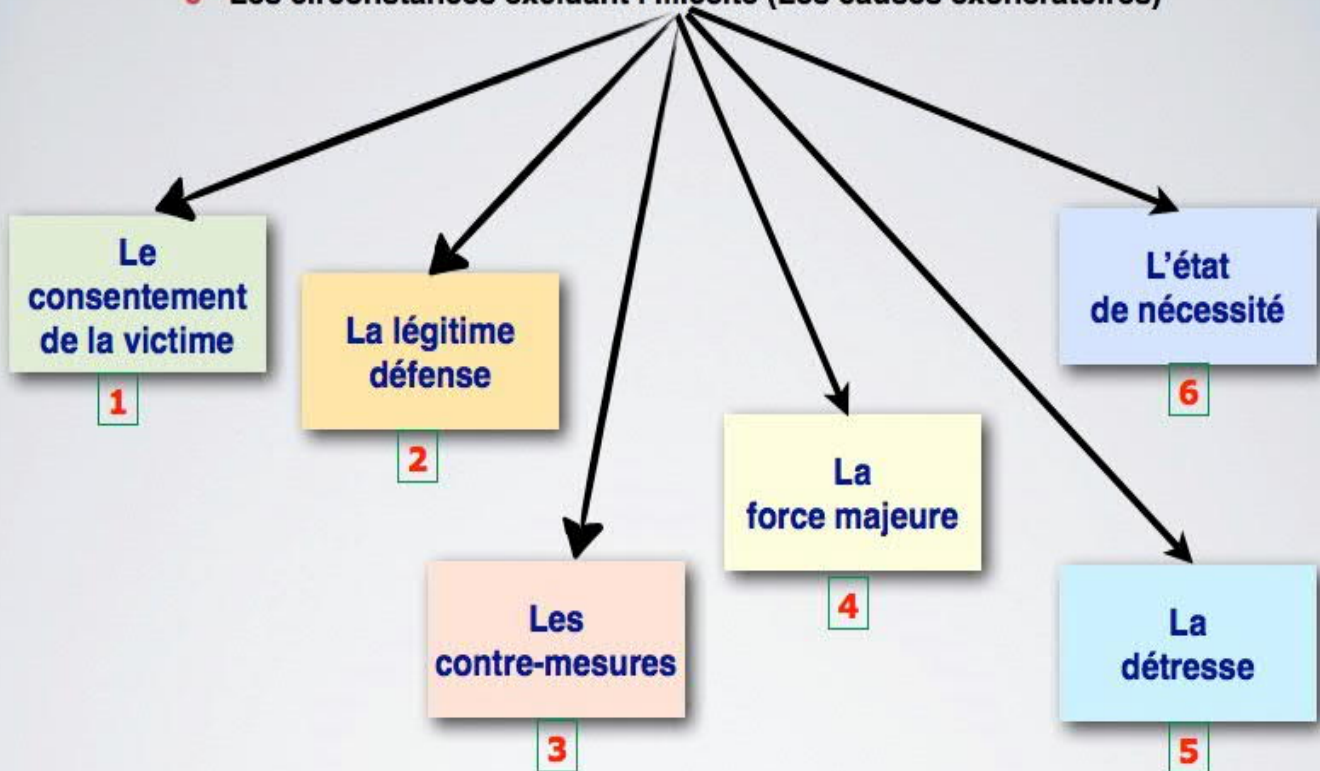 Les circonstances excluant l'illicité (Les causes exonératoires)
Le
consentement
de la victime
1
La légitime
défense
2
Les
contre-mesures
3
La
force majeure
4
La
détresse
5
L'état
de nécessité
6